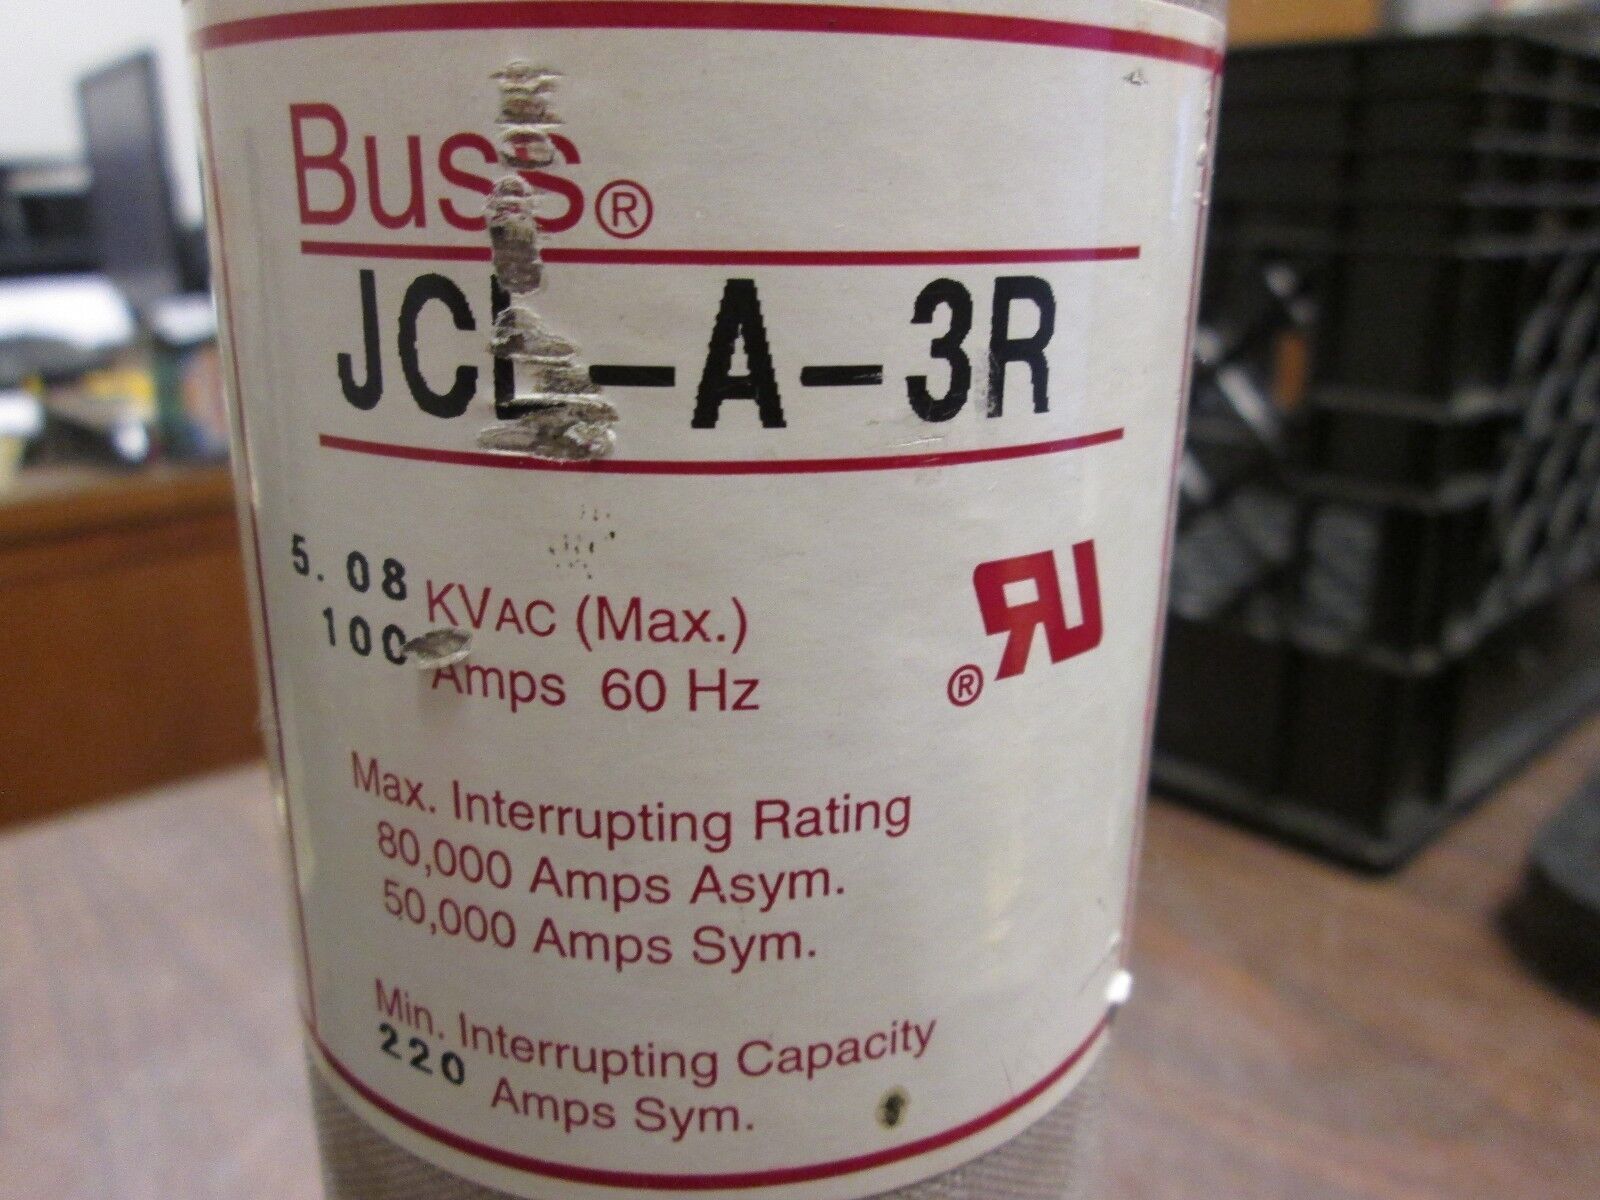 Buss®
JCL-A-3R
5.08 KVAC (Max.)
100 Amps 60 Hz
RU®
Max. Interrupting Rating
80,000 Amps Asym.
50,000 Amps Sym.
Min. Interrupting Capacity
220 Amps Sym.